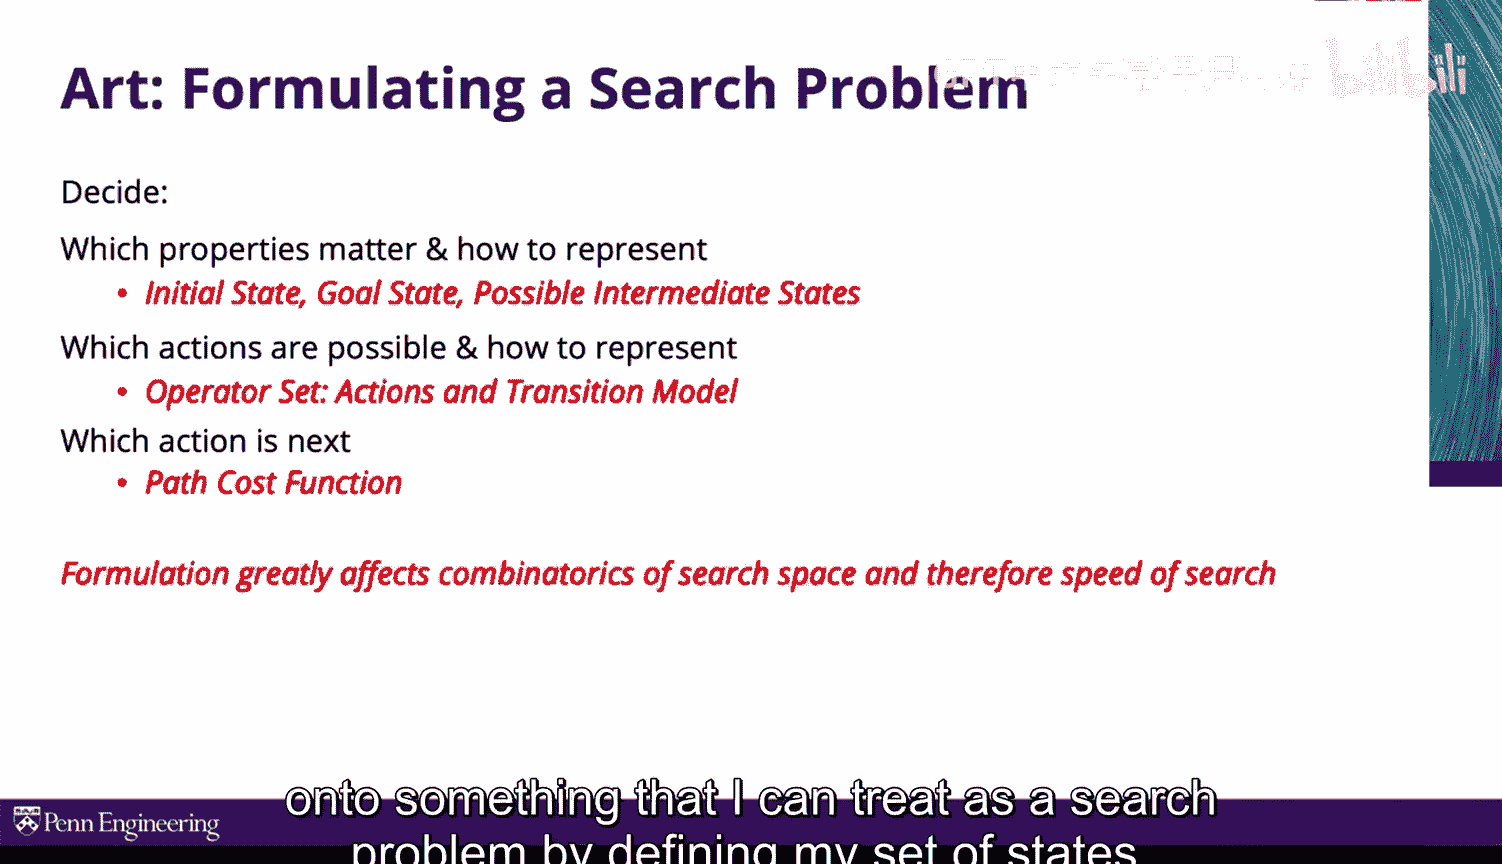 Art: Formulating a Search Problem
bilibili
Decide:
Which properties matter & how to represent
• Initial State, Goal State, Possible Intermediate States
Which actions are possible & how to represent
• Operator Set: Actions and Transition Model
Which action is next
• Path Cost Function
Formulation greatly affects combinatorics of search space and therefore speed of search
onto something that I can treat as a search
problem by defining my set of states
Penn Engineering